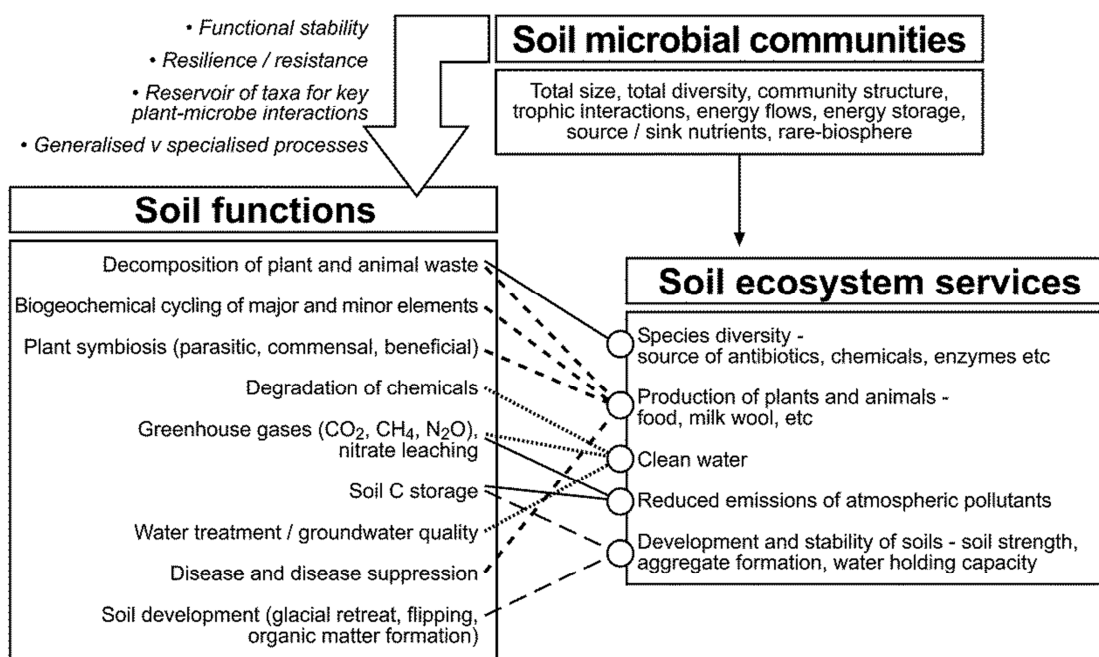 • Functional stability
• Resilience / resistance
• Reservoir of taxa for key
plant-microbe interactions
• Generalised v specialised processes
Soil microbial communities
Total size, total diversity, community structure,
trophic interactions, energy flows, energy storage,
source / sink nutrients, rare-biosphere
Soil functions
Decomposition of plant and animal waste
Biogeochemical cycling of major and minor elements
Plant symbiosis (parasitic, commensal, beneficial)
Degradation of chemicals
Greenhouse gases (CO₂, CH₄, N₂O),
nitrate leaching
Soil C storage
Water treatment / groundwater quality
Disease and disease suppression
Soil development (glacial retreat, flipping,
organic matter formation)
Soil ecosystem services
Species diversity -
source of antibiotics, chemicals, enzymes etc
Production of plants and animals -
food, milk wool, etc
Clean water
Reduced emissions of atmospheric pollutants
Development and stability of soils - soil strength,
aggregate formation, water holding capacity